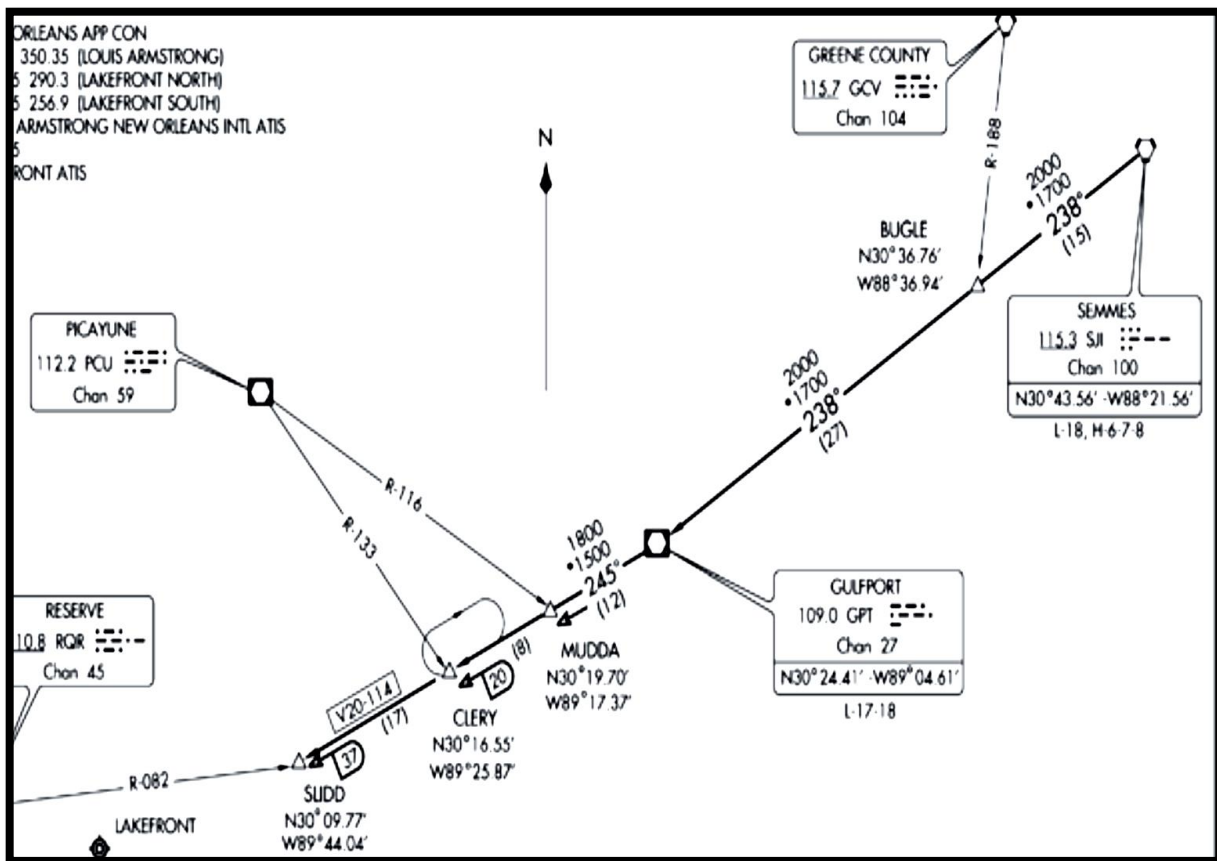 ORLEANS APP CON
350.35 (LOUIS ARMSTRONG)
5 290.3 (LAKEFRONT NORTH)
5 256.9 (LAKEFRONT SOUTH)
ARMSTRONG NEW ORLEANS INTL ATIS
5
RONT ATIS
N
GREENE COUNTY
115.7 GCV
Chan 104
R-188
2000
•1700
238°
(15)
BUGLE
N30°36.76'
W88°36.94'
SEMMES
115.3 SJI
Chan 100
N30°43.56' -W88°21.56'
L-18, H-6-7-8
PICAYUNE
112.2 PCU
Chan 59
2000
•1700
238°
(27)
R-116
R-133
1800
•1500
245°
(12)
GULFPORT
109.0 GPT
Chan 27
N30°24.41' -W89°04.61'
L-17-18
RESERVE
10.8 RQR
Chan 45
MUDDA
N30°19.70'
W89°17.37'
(8)
20
V20-114
(17)
CLERY
N30°16.55'
W89°25.87'
37
R-082
SLIDD
N30°09.77'
W89°44.04'
LAKEFRONT